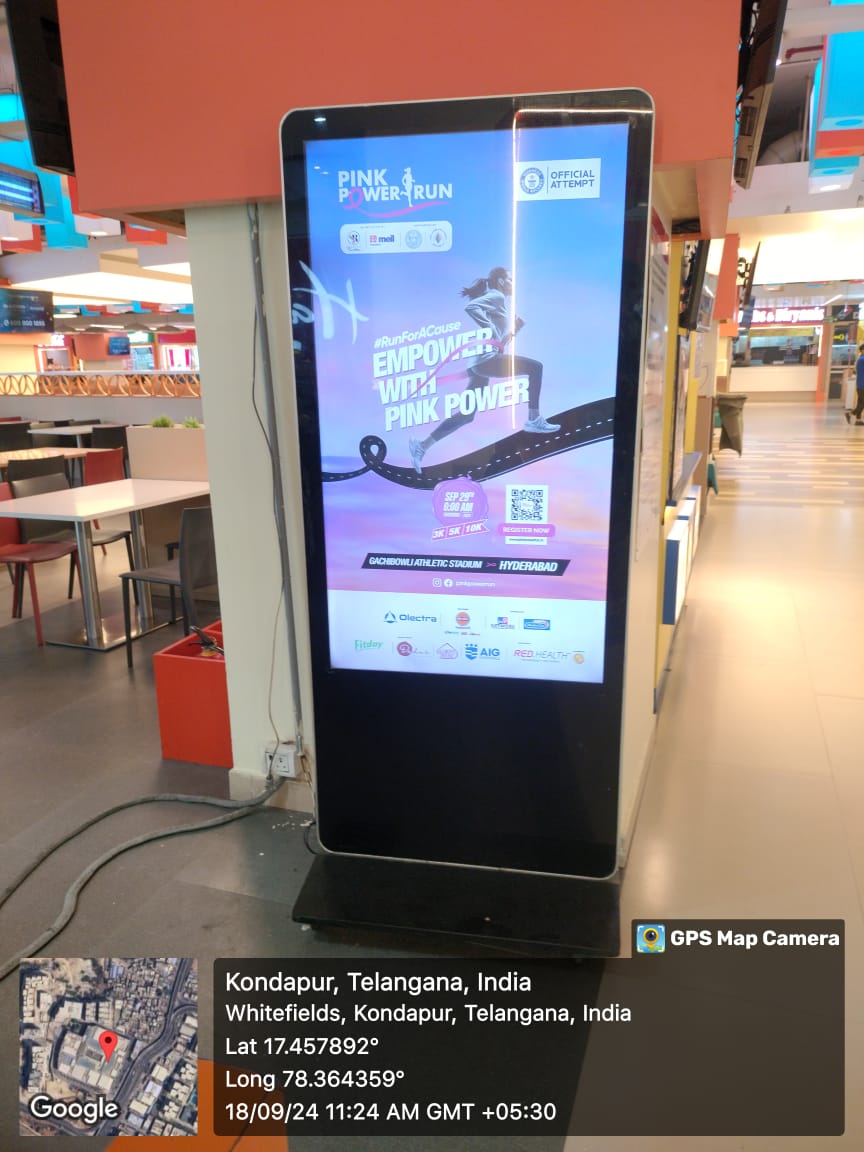 PINK
POWER RUN
OFFICIAL
ATTEMPT
meil
#RunForACause
EMPOWER
WITH
PINK POWER
SEP 29TH
6:00 AM
3K 5K 10K
REGISTER NOW
GACHIBOWLI ATHLETIC STADIUM >> HYDERABAD
Olectra
Fitday
AIG
RED.HEALTH
GPS Map Camera
Kondapur, Telangana, India
Whitefields, Kondapur, Telangana, India
Lat 17.457892°
Long 78.364359°
18/09/24 11:24 AM GMT +05:30
Google